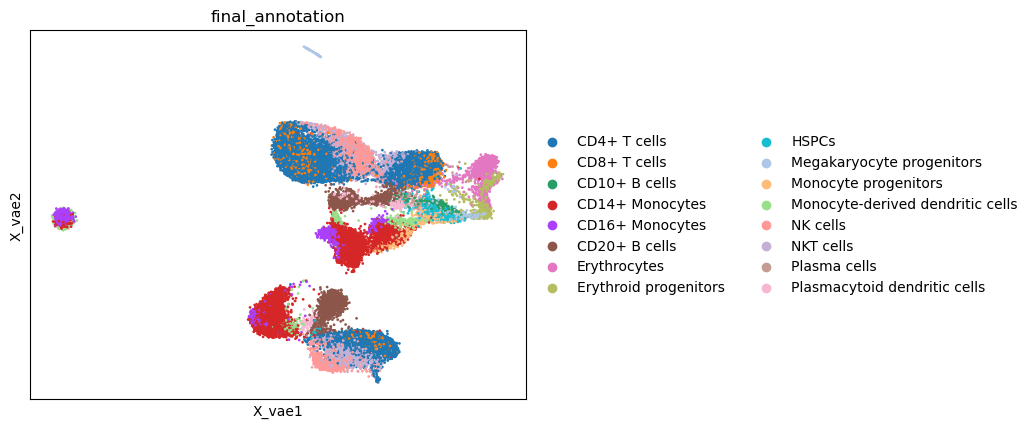 final_annotation
X_vae2
X_vae1
CD4+ T cells
CD8+ T cells
CD10+ B cells
CD14+ Monocytes
CD16+ Monocytes
CD20+ B cells
Erythrocytes
Erythroid progenitors
HSPCs
Megakaryocyte progenitors
Monocyte progenitors
Monocyte-derived dendritic cells
NK cells
NKT cells
Plasma cells
Plasmacytoid dendritic cells